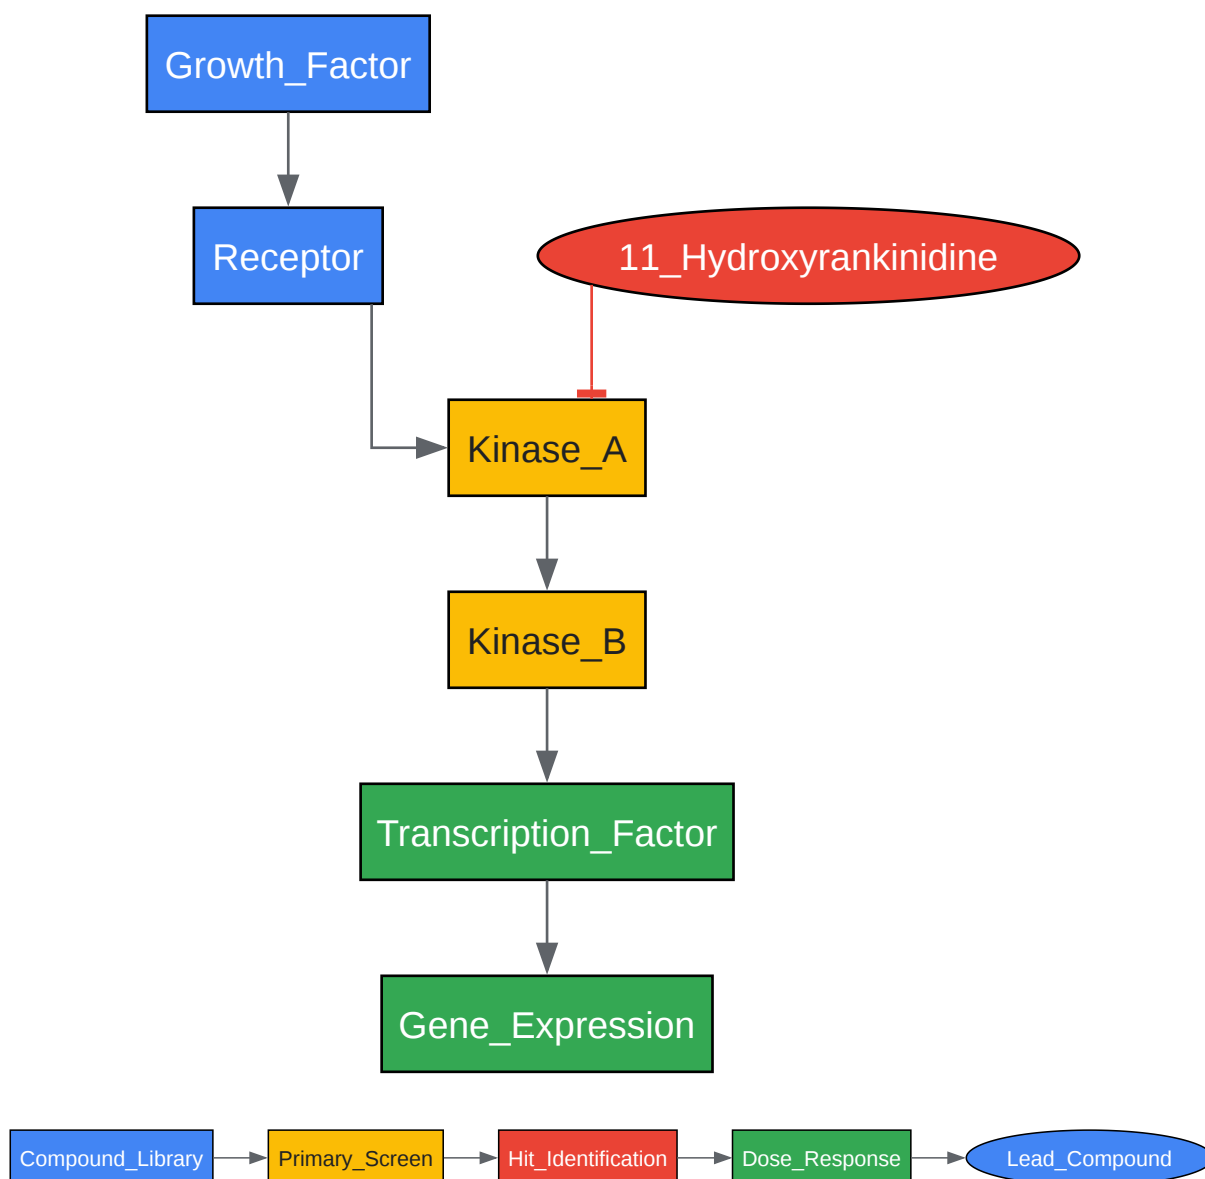 Growth_Factor
Receptor
11_Hydroxyrankinidine
Kinase_A
Kinase_B
Transcription_Factor
Gene_Expression
Compound_Library
Primary_Screen
Hit_Identification
Dose_Response
Lead_Compound